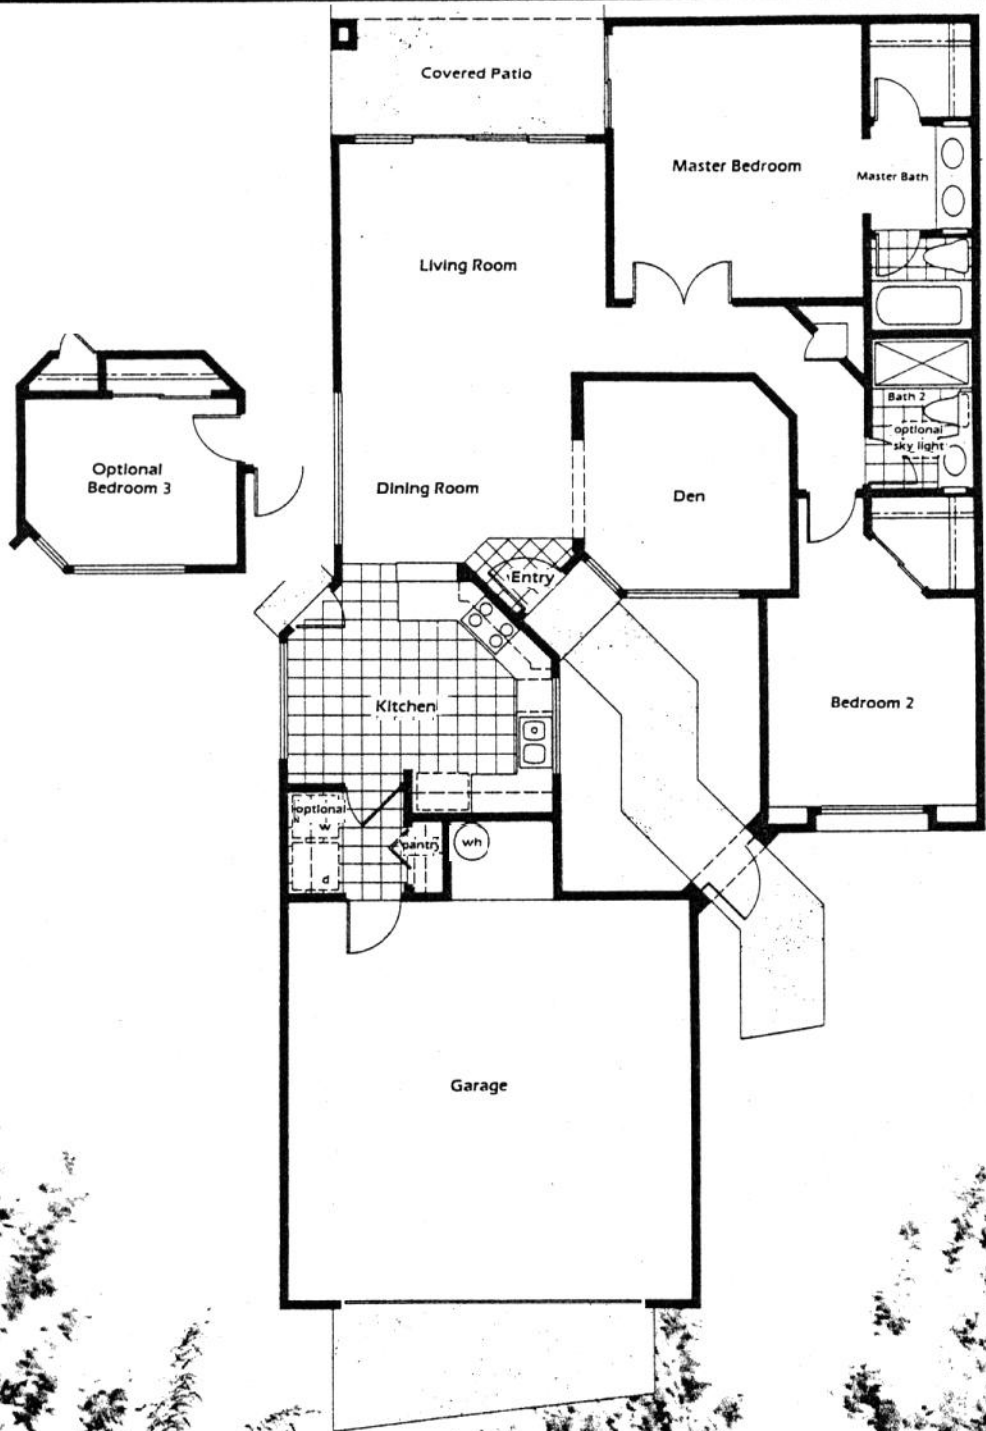 Covered Patio
Master Bedroom
Master Bath
Living Room
Bath 2
optional
sky light
Optional
Bedroom 3
Dining Room
Den
Entry
Kitchen
Bedroom 2
optional
w
pantry
wh
d
Garage